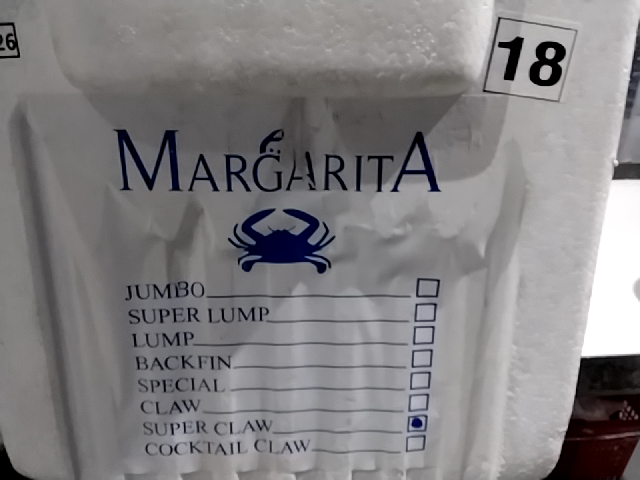 26
18
MARGARITA
JUMBO
SUPER LUMP
LUMP
BACKFIN
SPECIAL
CLAW
SUPER CLAW
COCKTAIL CLAW